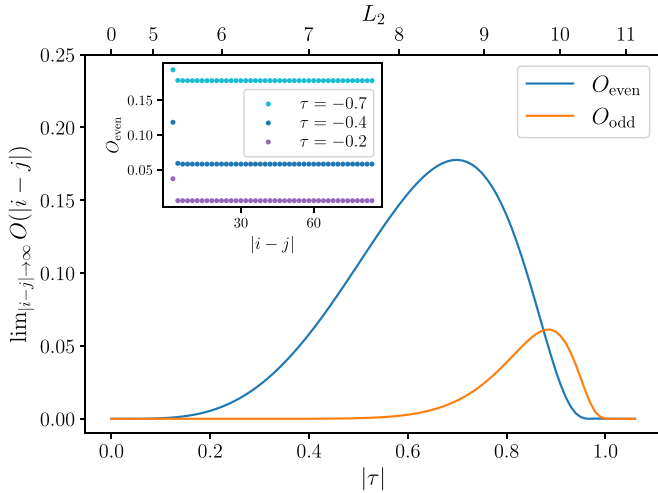 L₂
0 5 6 7 8 9 10 11
0.25
0.20
0.15
0.10
0.05
0.00
lim|i−j|→∞ O(|i − j|)
0.15
0.05
O_even
τ = −0.7
τ = −0.4
τ = −0.2
30 60
|i − j|
O_even
O_odd
0.0 0.2 0.4 0.6 0.8 1.0
|τ|